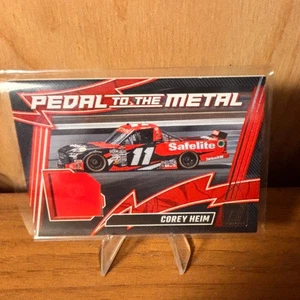 PEDAL TO THE METAL
Safelite
11
COREY HEIM